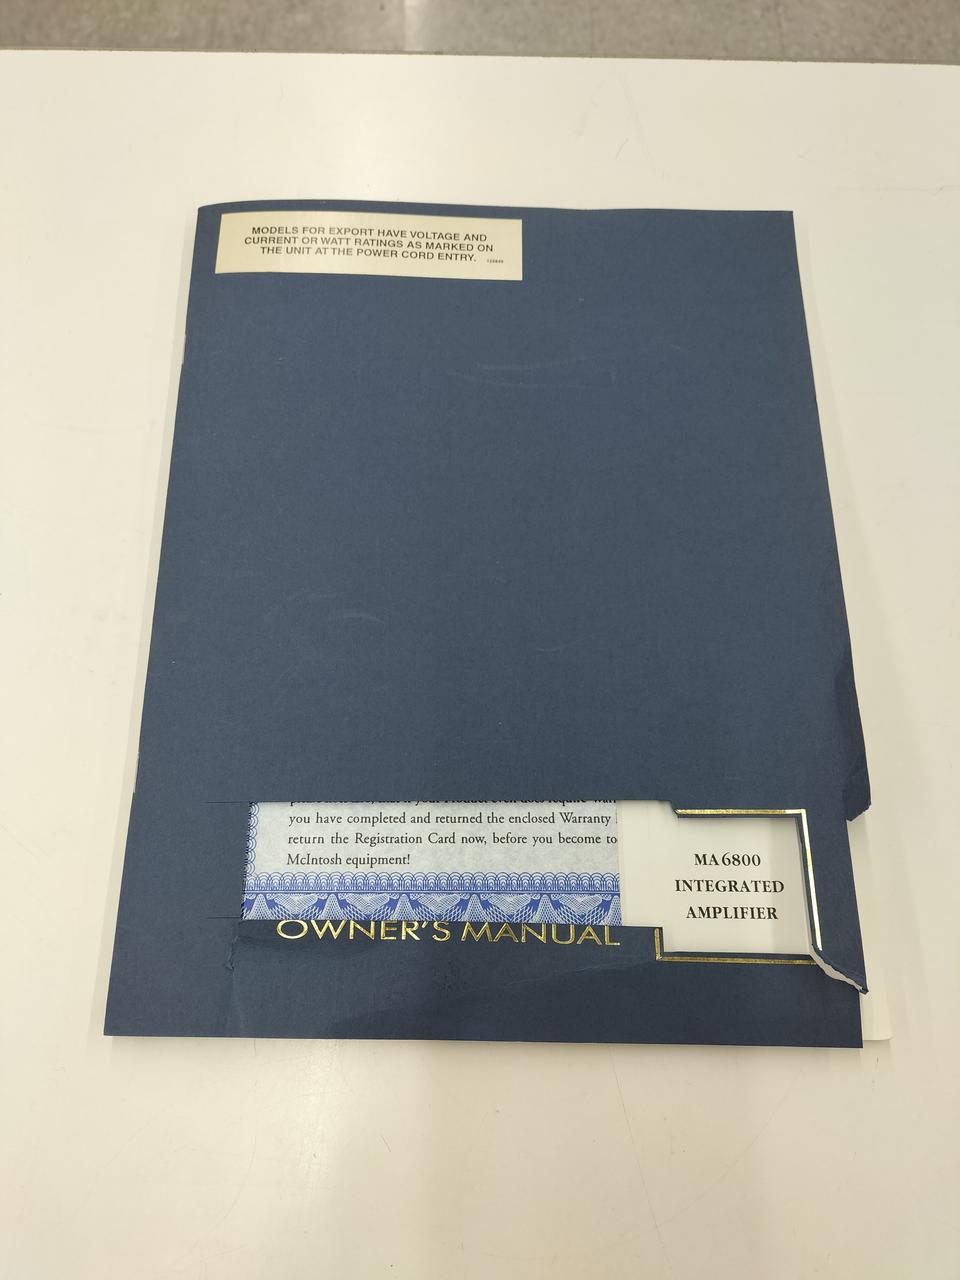 MODELS FOR EXPORT HAVE VOLTAGE AND
CURRENT OR WATT RATINGS AS MARKED ON
THE UNIT AT THE POWER CORD ENTRY.
you have completed and returned the enclosed Warranty
return the Registration Card now, before you become to
McIntosh equipment!
MA6800
INTEGRATED
AMPLIFIER
OWNER'S MANUAL